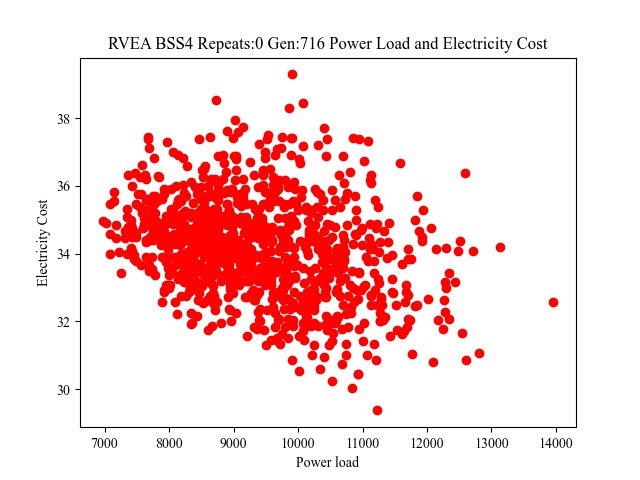 RVEA BSS4 Repeats:0 Gen:716 Power Load and Electricity Cost
Electricity Cost
38
36
34
32
30
7000 8000 9000 10000 11000 12000 13000 14000
Power load